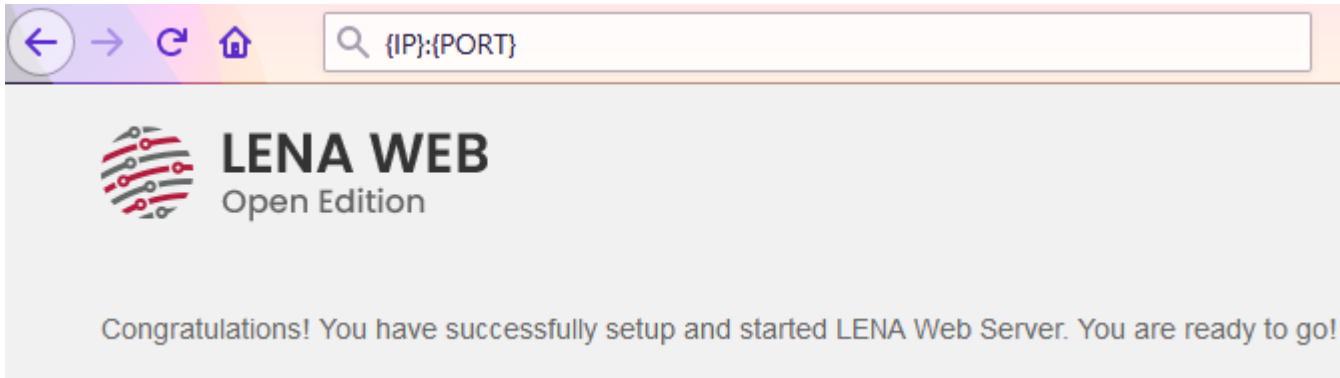 {IP}:{PORT}
LENA WEB
Open Edition
Congratulations! You have successfully setup and started LENA Web Server. You are ready to go!